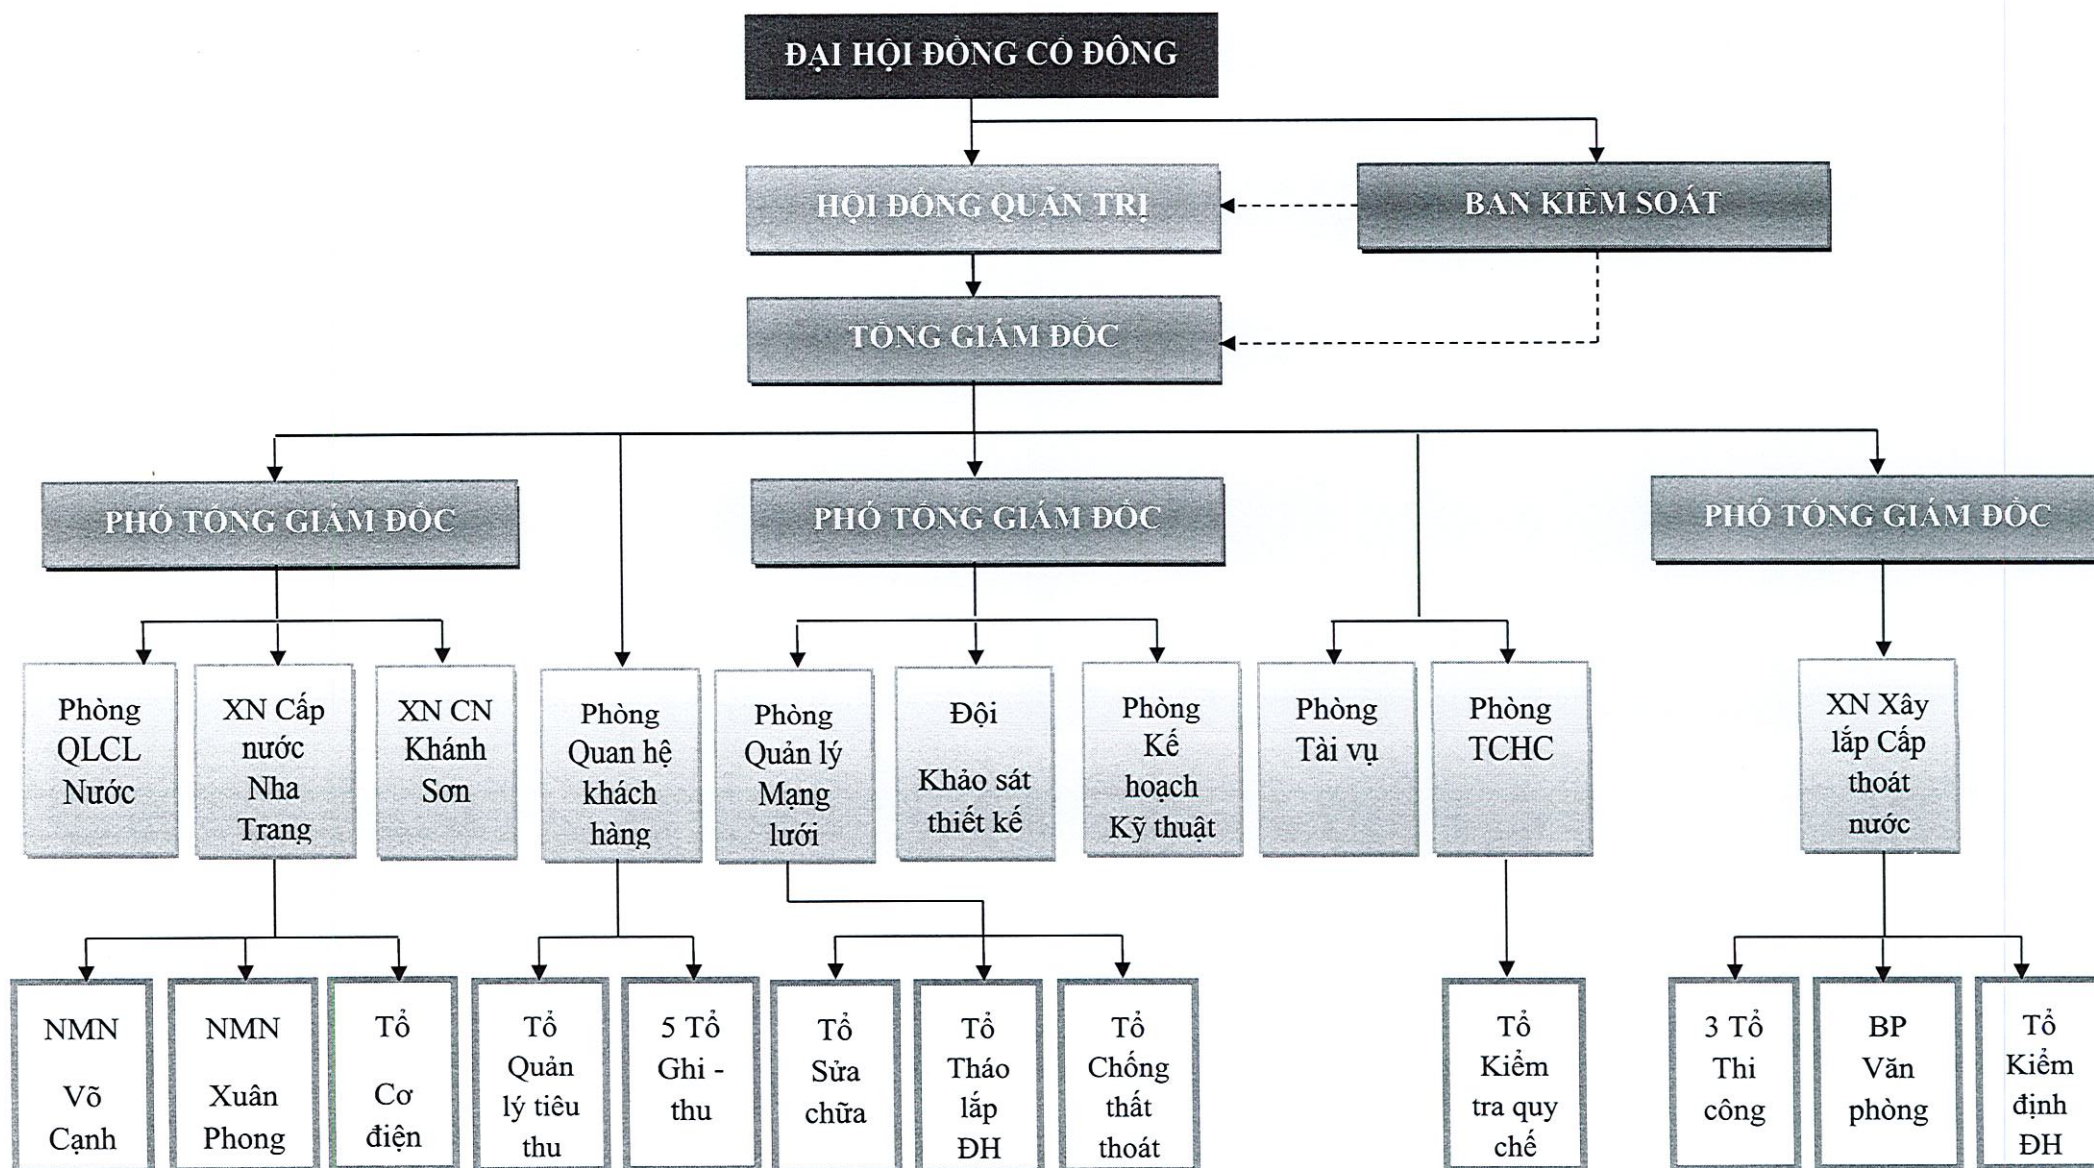 ĐẠI HỘI ĐỒNG CỔ ĐÔNG
HỘI ĐỒNG QUẢN TRỊ
BAN KIỂM SOÁT
TỔNG GIÁM ĐỐC
PHÓ TỔNG GIÁM ĐỐC
PHÓ TỔNG GIÁM ĐỐC
PHÓ TỔNG GIÁM ĐỐC
Phòng
QLCL
Nước
XN Cấp
nước
Nha
Trang
XN CN
Khánh
Sơn
Phòng
Quan hệ
khách
hàng
Phòng
Quản lý
Mạng
lưới
Đội
Khảo sát
thiết kế
Phòng
Kế
hoạch
Kỹ thuật
Phòng
Tài vụ
Phòng
TCHC
XN Xây
lắp Cấp
thoát
nước
NMN
Võ
Cạnh
NMN
Xuân
Phong
Tổ
Cơ
điện
Tổ
Quản
lý tiêu
thu
5 Tổ
Ghi -
thu
Tổ
Sửa
chữa
Tổ
Tháo
lắp
ĐH
Tổ
Chống
thất
thoát
Tổ
Kiểm
tra quy
chế
3 Tổ
Thi
công
BP
Văn
phòng
Tổ
Kiểm
định
ĐH